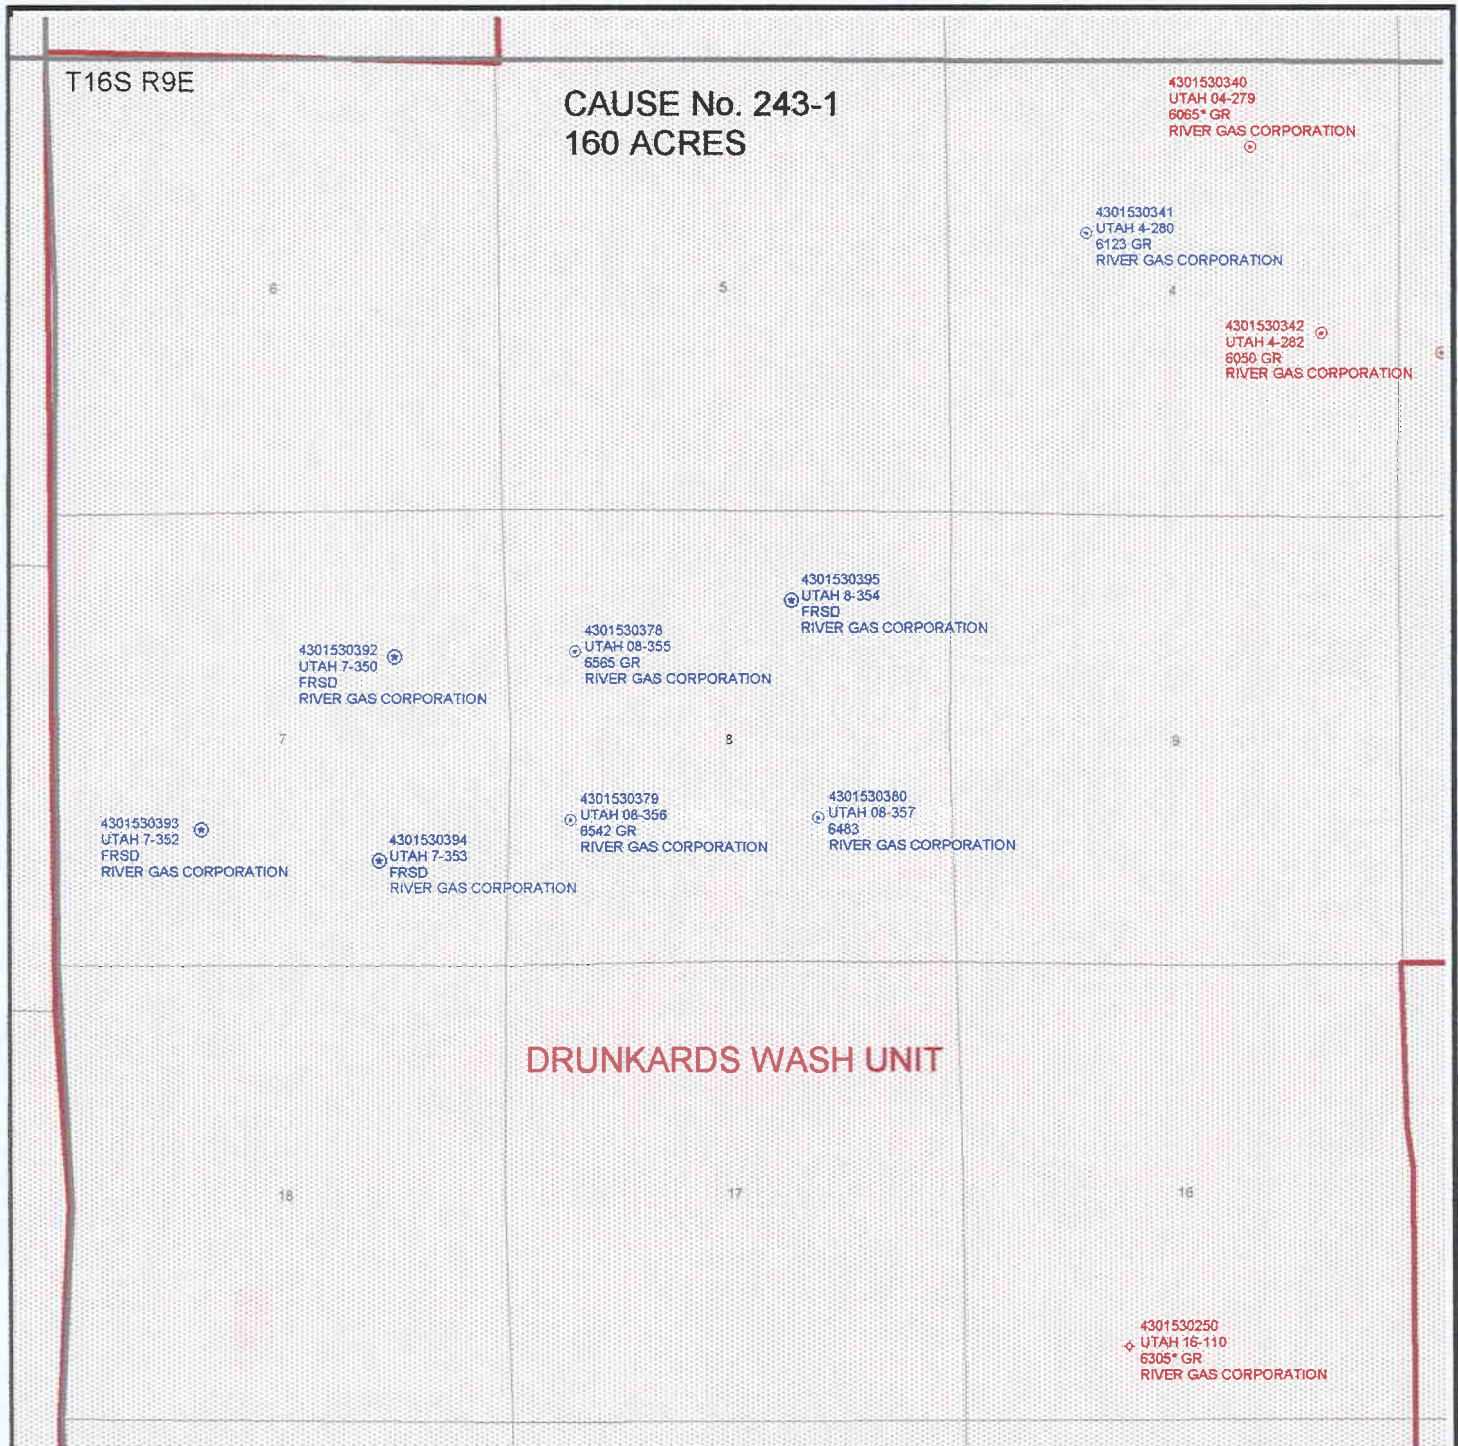 T16S R9E
CAUSE No. 243-1
160 ACRES
4301530340
UTAH 04-279
6065* GR
RIVER GAS CORPORATION
4301530341
UTAH 4-280
6123 GR
RIVER GAS CORPORATION
6
5
4
4301530342
UTAH 4-282
6050 GR
RIVER GAS CORPORATION
4301530395
UTAH 8-354
FRSD
RIVER GAS CORPORATION
4301530378
UTAH 08-355
6565 GR
RIVER GAS CORPORATION
4301530392
UTAH 7-350
FRSD
RIVER GAS CORPORATION
7
8
9
4301530393
UTAH 7-352
FRSD
RIVER GAS CORPORATION
4301530394
UTAH 7-353
FRSD
RIVER GAS CORPORATION
4301530379
UTAH 08-356
6542 GR
RIVER GAS CORPORATION
4301530380
UTAH 08-357
6483
RIVER GAS CORPORATION
DRUNKARDS WASH UNIT
18
17
16
4301530250
UTAH 16-110
6305* GR
RIVER GAS CORPORATION